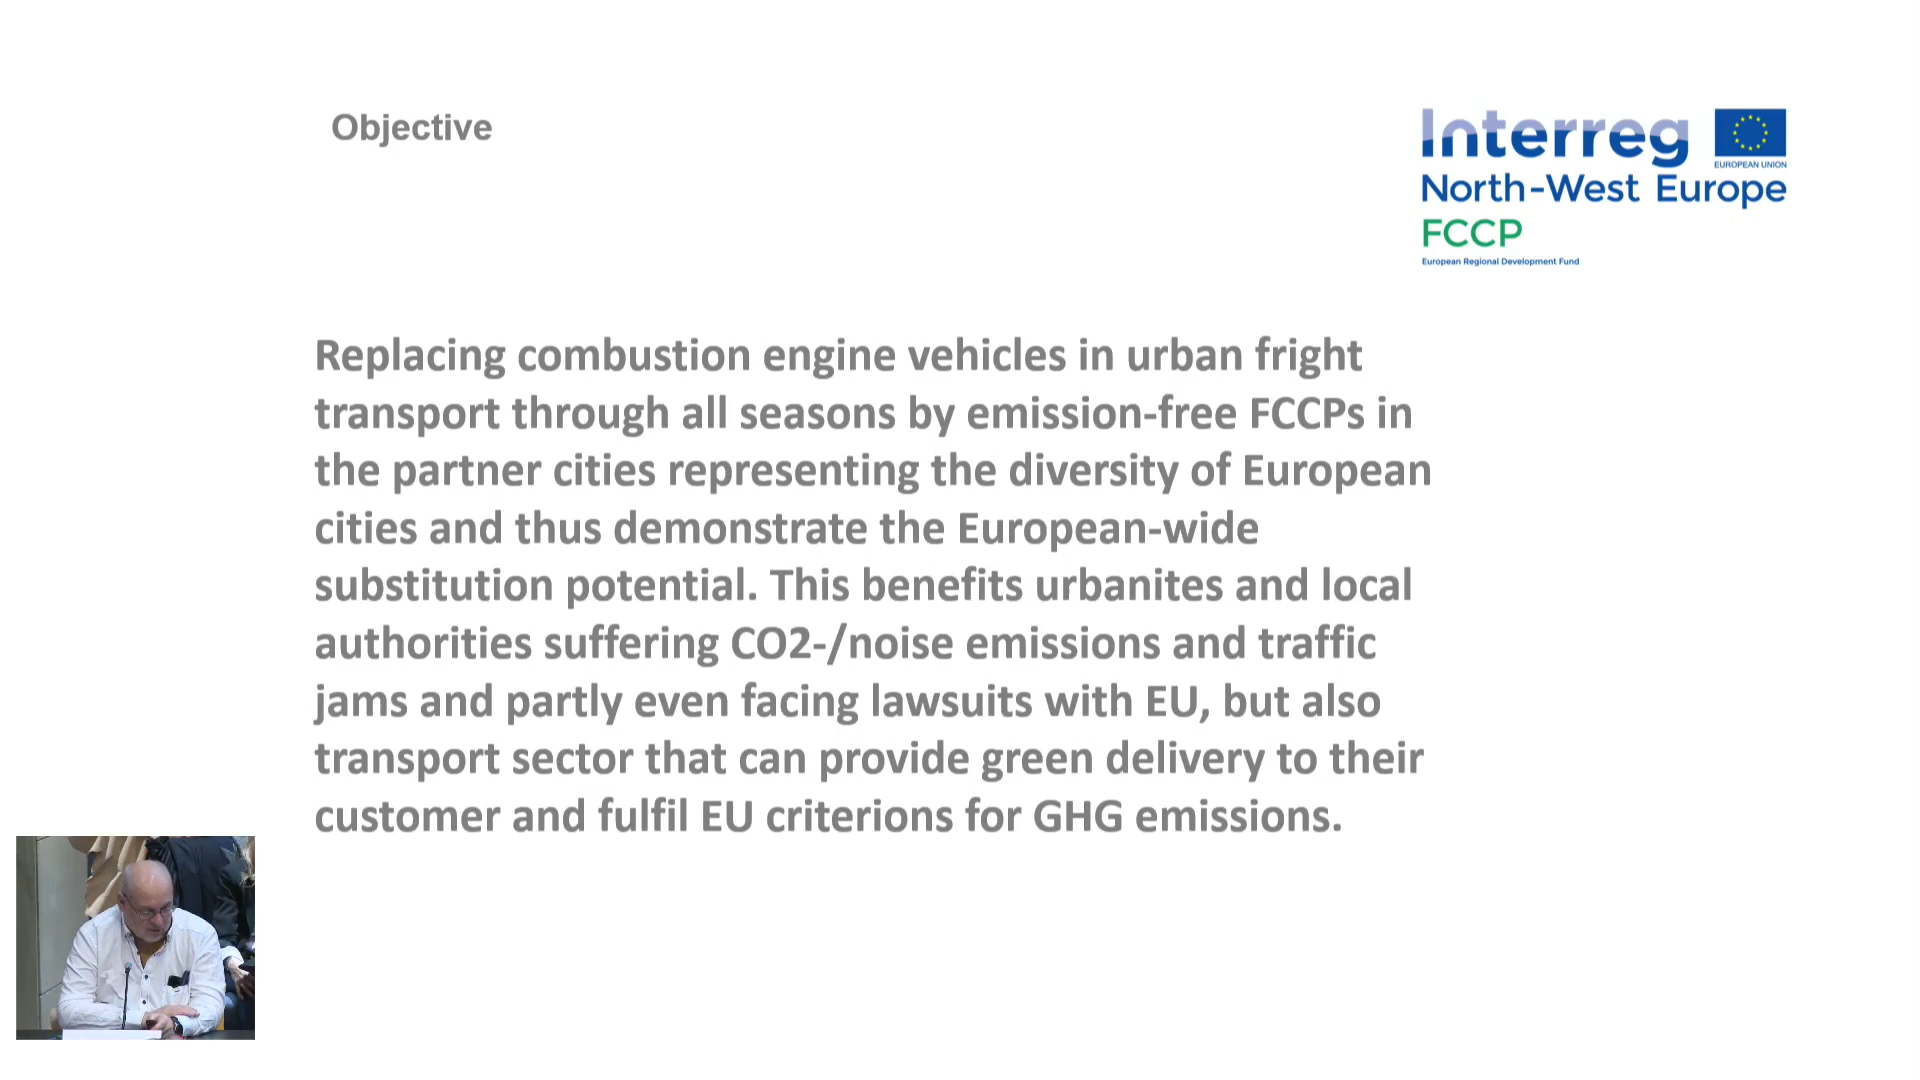 Objective
Interreg
EUROPEAN UNION
North-West Europe
FCCP
European Regional Development Fund
Replacing combustion engine vehicles in urban fright
transport through all seasons by emission-free FCCPs in
the partner cities representing the diversity of European
cities and thus demonstrate the European-wide
substitution potential. This benefits urbanites and local
authorities suffering CO2-/noise emissions and traffic
jams and partly even facing lawsuits with EU, but also
transport sector that can provide green delivery to their
customer and fulfil EU criterions for GHG emissions.